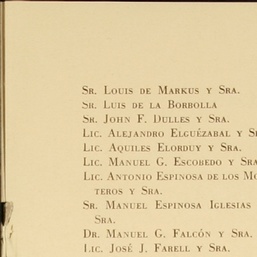 Sr. Louis de Markus y Sra.
Sr. Luis de la Borbolla
Sr. John F. Dulles y Sra.
Lic. Alejandro Elguézabal y
Lic. Aquiles Elorduy y Sra.
Lic. Manuel G. Escobedo y Sra
Lic. Antonio Espinosa de los
teros y Sra.
Sr. Manuel Espinosa Iglesias
Sra.
Dr. Manuel G. Falcón y Sra.
Lic. José J. Farell y Sra.